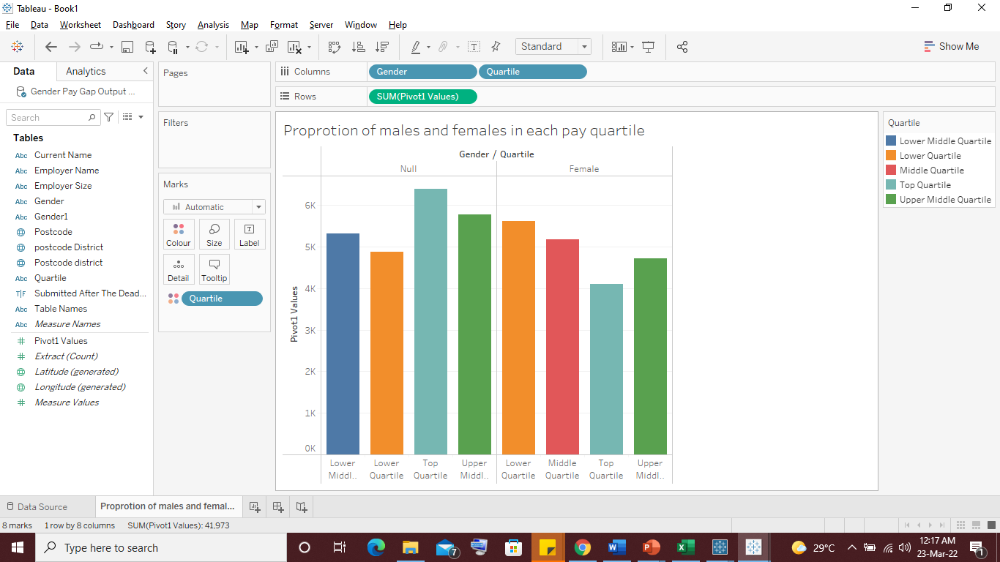 Tableau - Book1
File Data Worksheet Dashboard Story Analysis Map Format Server Window Help
Standard
Show Me
Data Analytics
Gender Pay Gap Output ...
Search
Tables
Abc Current Name
Abc Employer Name
Abc Employer Size
Abc Gender
Abc Gender1
Postcode
postcode District
Postcode district
Abc Quartile
T|F Submitted After The Dead...
Abc Table Names
Abc Measure Names
# Pivot1 Values
# Extract (Count)
Latitude (generated)
Longitude (generated)
# Measure Values
Pages
Filters
Marks
Automatic
Colour Size Label
Detail Tooltip
Quartile
Columns Gender Quartile
Rows SUM(Pivot1 Values)
Proprotion of males and females in each pay quartile
Gender / Quartile
Null Female
Pivot1 Values
6K
5K
4K
3K
2K
1K
0K
Lower Lower Top Upper Lower Middle Top Upper
Middl.. Quartile Quartile Middl.. Quartile Quartile Quartile Middl..
Quartile
Lower Middle Quartile
Lower Quartile
Middle Quartile
Top Quartile
Upper Middle Quartile
Data Source Proprotion of males and femal...
8 marks 1 row by 8 columns SUM(Pivot1 Values): 41,973
Type here to search
7
29°C
12:17 AM
23-Mar-22
1